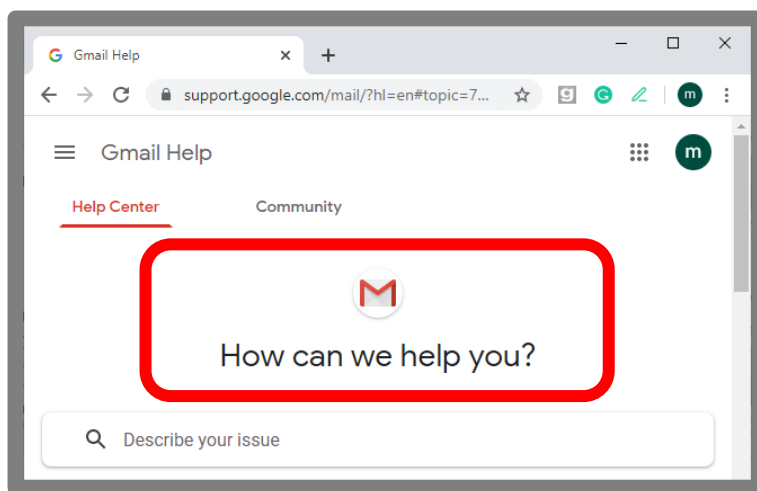 Gmail Help
support.google.com/mail/?hl=en#topic=7...
g
G
m
Gmail Help
m
Help Center
Community
How can we help you?
Describe your issue